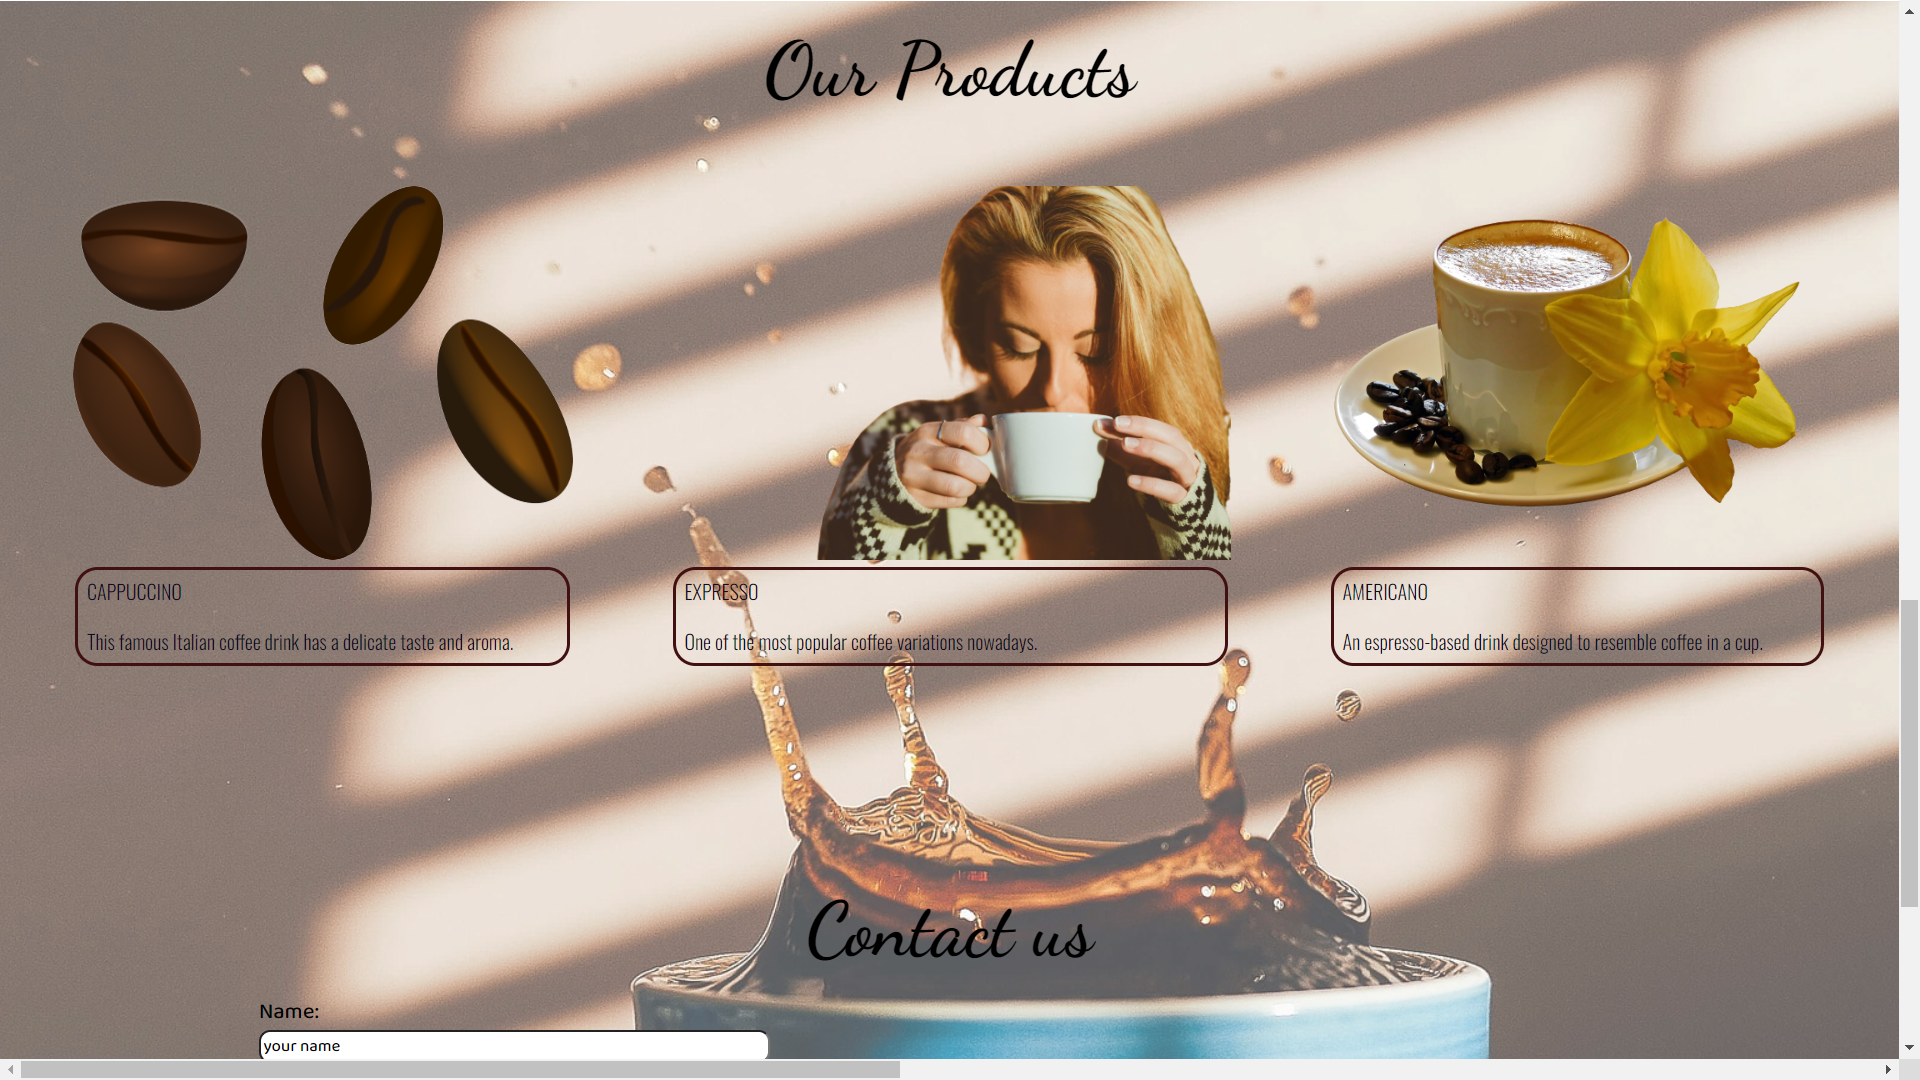 Our Products
CAPPUCCINO
This famous Italian coffee drink has a delicate taste and aroma.
EXPRESSO
One of the most popular coffee variations nowadays.
AMERICANO
An espresso-based drink designed to resemble coffee in a cup.
Contact us
Name:
your name